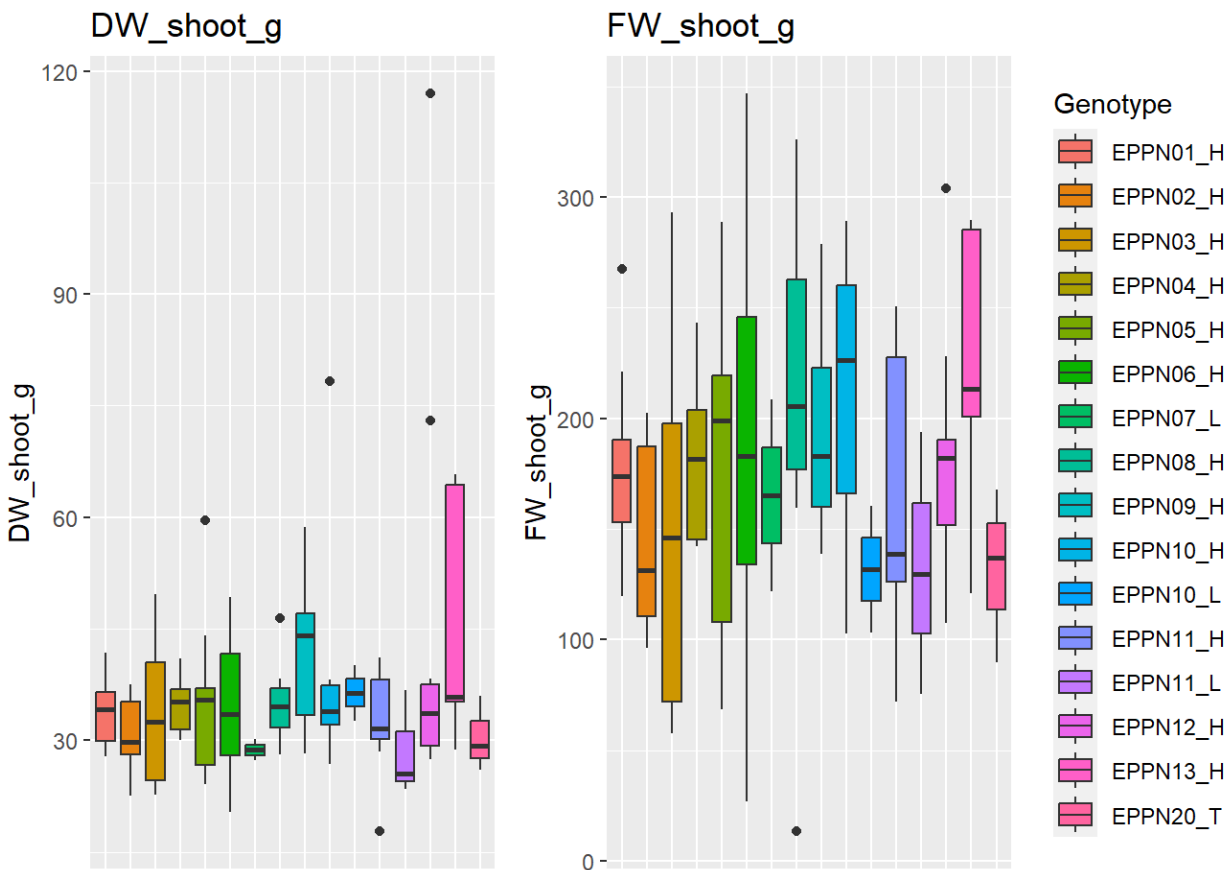 DW_shoot_g
DW_shoot_g
120
90
60
30
FW_shoot_g
FW_shoot_g
300
200
100
0
Genotype
EPPN01_H
EPPN02_H
EPPN03_H
EPPN04_H
EPPN05_H
EPPN06_H
EPPN07_L
EPPN08_H
EPPN09_H
EPPN10_H
EPPN10_L
EPPN11_H
EPPN11_L
EPPN12_H
EPPN13_H
EPPN20_T